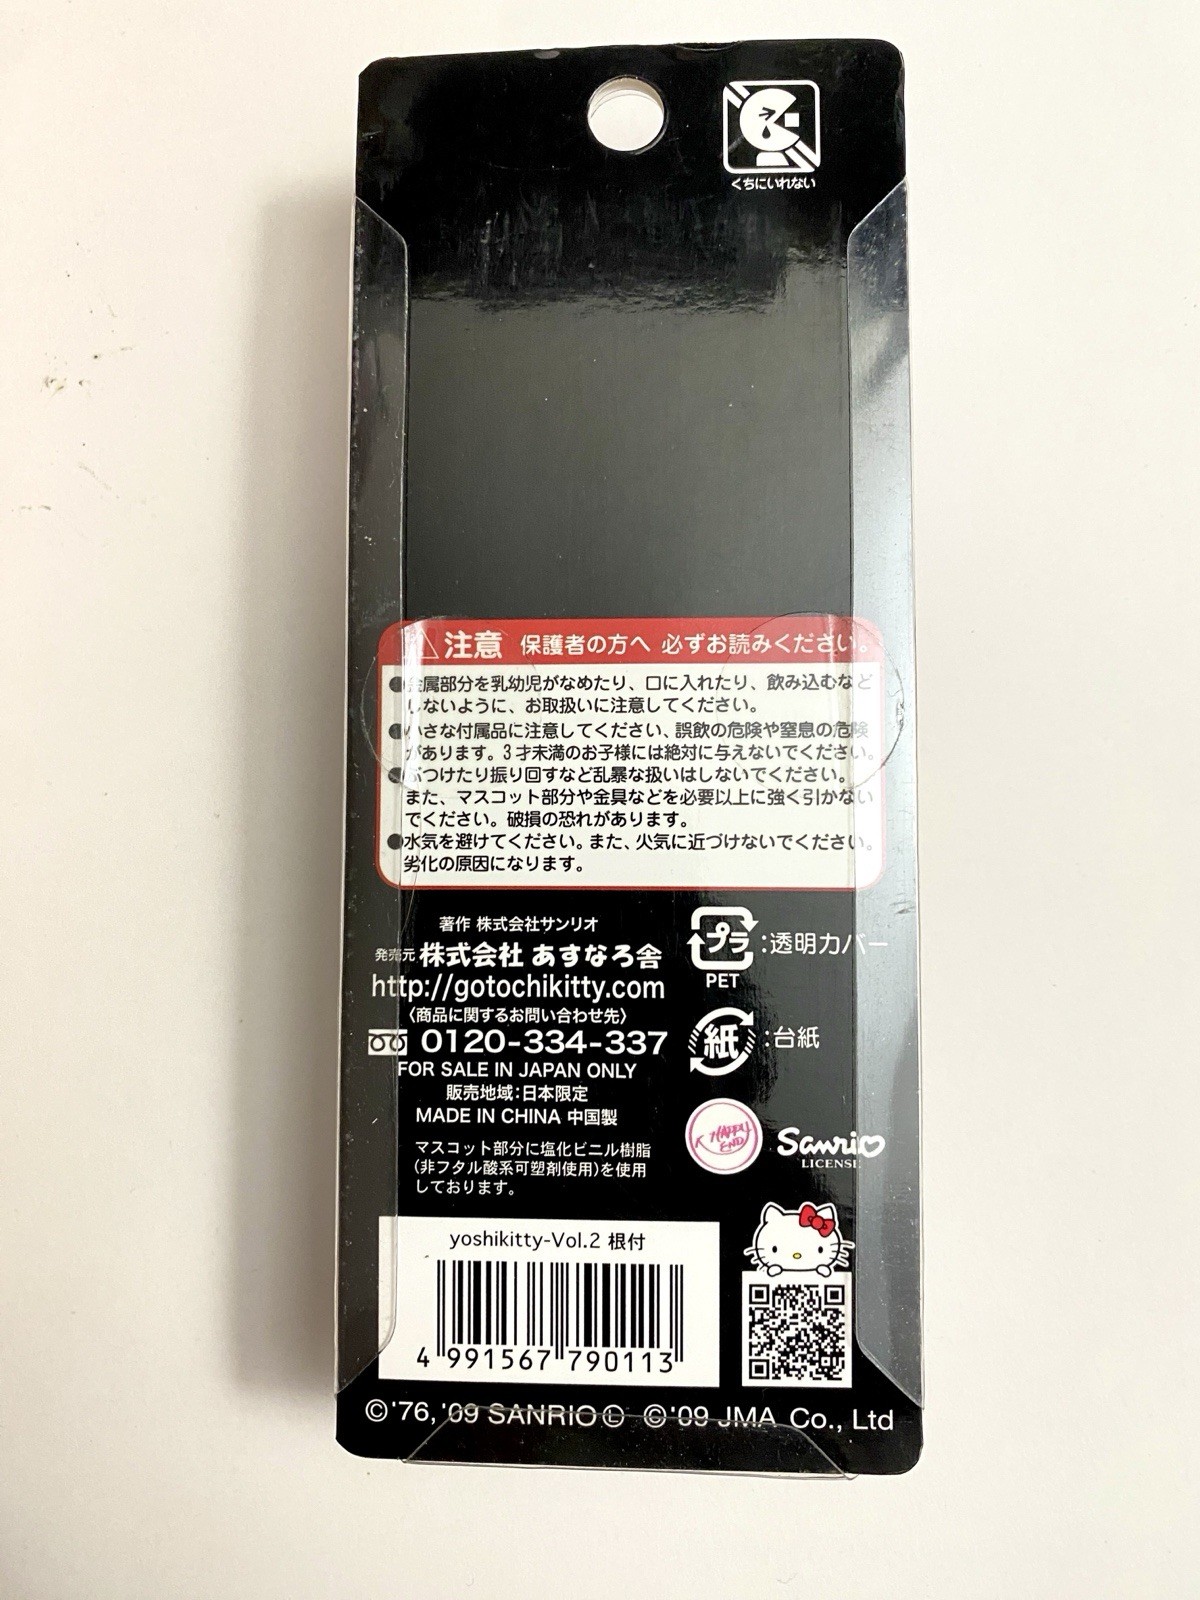 くちにいれない
⚠注意 保護者の方へ 必ずお読みください。
●金属部分を乳幼児がなめたり、口に入れたり、飲み込むなど
しないように、お取扱いに注意してください。
●小さな付属品に注意してください、誤飲の危険や窒息の危険
があります。3才未満のお子様には絶対に与えないでください。
●ぶつけたり振り回すなど乱暴な扱いはしないでください。
また、マスコット部分や金具などを必要以上に強く引かない
でください。破損の恐れがあります。
●水気を避けてください。また、火気に近づけないでください。
劣化の原因になります。
著作 株式会社サンリオ
発売元 株式会社 あすなろ舎
http://gotochikitty.com
〈商品に関するお問い合わせ先〉
0120-334-337
FOR SALE IN JAPAN ONLY
販売地域:日本限定
MADE IN CHINA 中国製
マスコット部分に塩化ビニル樹脂
(非フタル酸系可塑剤使用)を使用
しております。
プラ:透明カバー
PET
紙:台紙
HAPPY
END
Sanrio
LICENSE
yoshikitty-Vol.2 根付
4 991567 790113
©'76,'09 SANRIO Ⓛ ©'09 JMA Co., Ltd